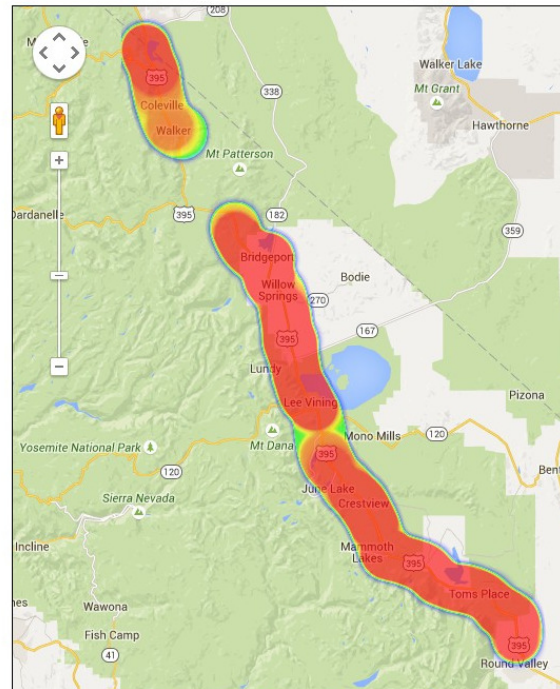 208
395
Coleville
Walker
338
Walker Lake
Mt Grant
Hawthorne
Mt Patterson
Dardanelle
395
182
359
Bridgeport
Bodie
Willow
Springs
270
395
167
Lundy
Pizona
Lee Vining
Mono Mills
120
Mt Dana
Yosemite National Park
120
395
June Lake
Sierra Nevada
Crestview
Mammoth
Lakes
395
Incline
Toms Place
Wawona
Fish Camp
41
395
Round Valley